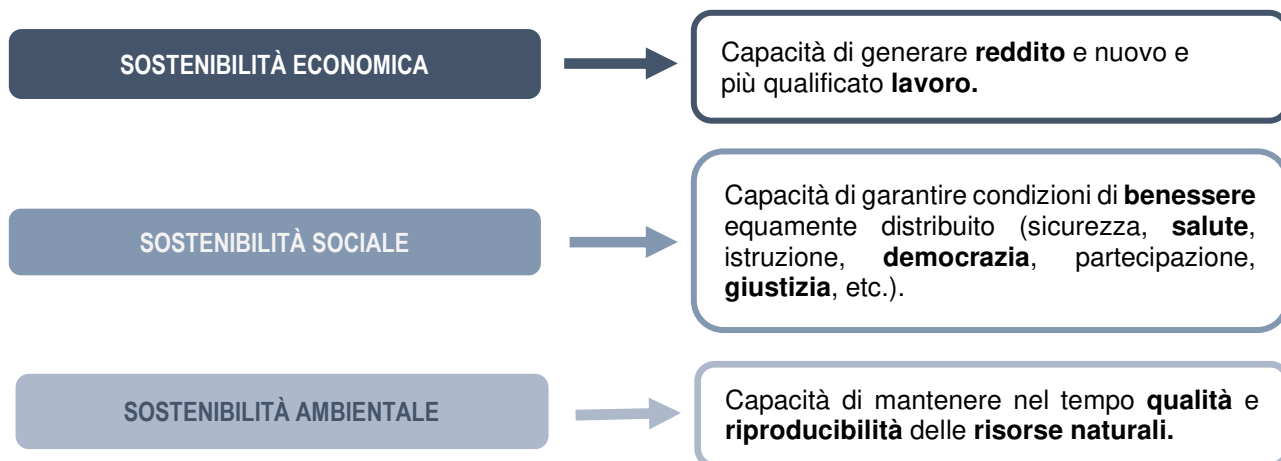 SOSTENIBILITÀ ECONOMICA
Capacità di generare reddito e nuovo e
più qualificato lavoro.
SOSTENIBILITÀ SOCIALE
Capacità di garantire condizioni di benessere
equamente distribuito (sicurezza, salute,
istruzione, democrazia, partecipazione,
giustizia, etc.).
SOSTENIBILITÀ AMBIENTALE
Capacità di mantenere nel tempo qualità e
riproducibilità delle risorse naturali.